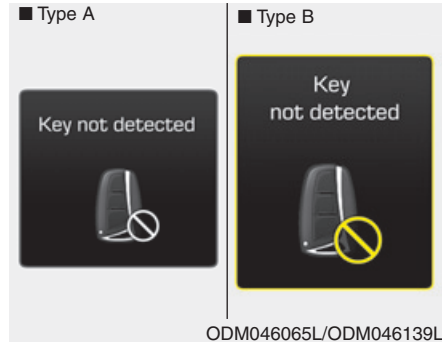 ■ Type A
Key not detected
■ Type B
Key
not detected
ODM046065L/ODM046139L